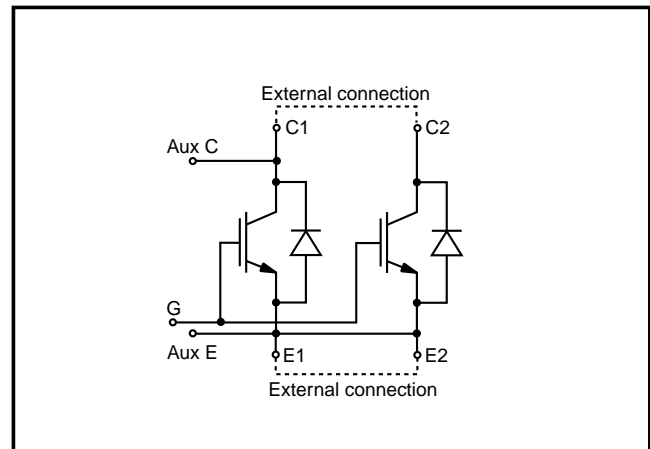 External connection
C1
C2
Aux C
G
Aux E
E1
E2
External connection